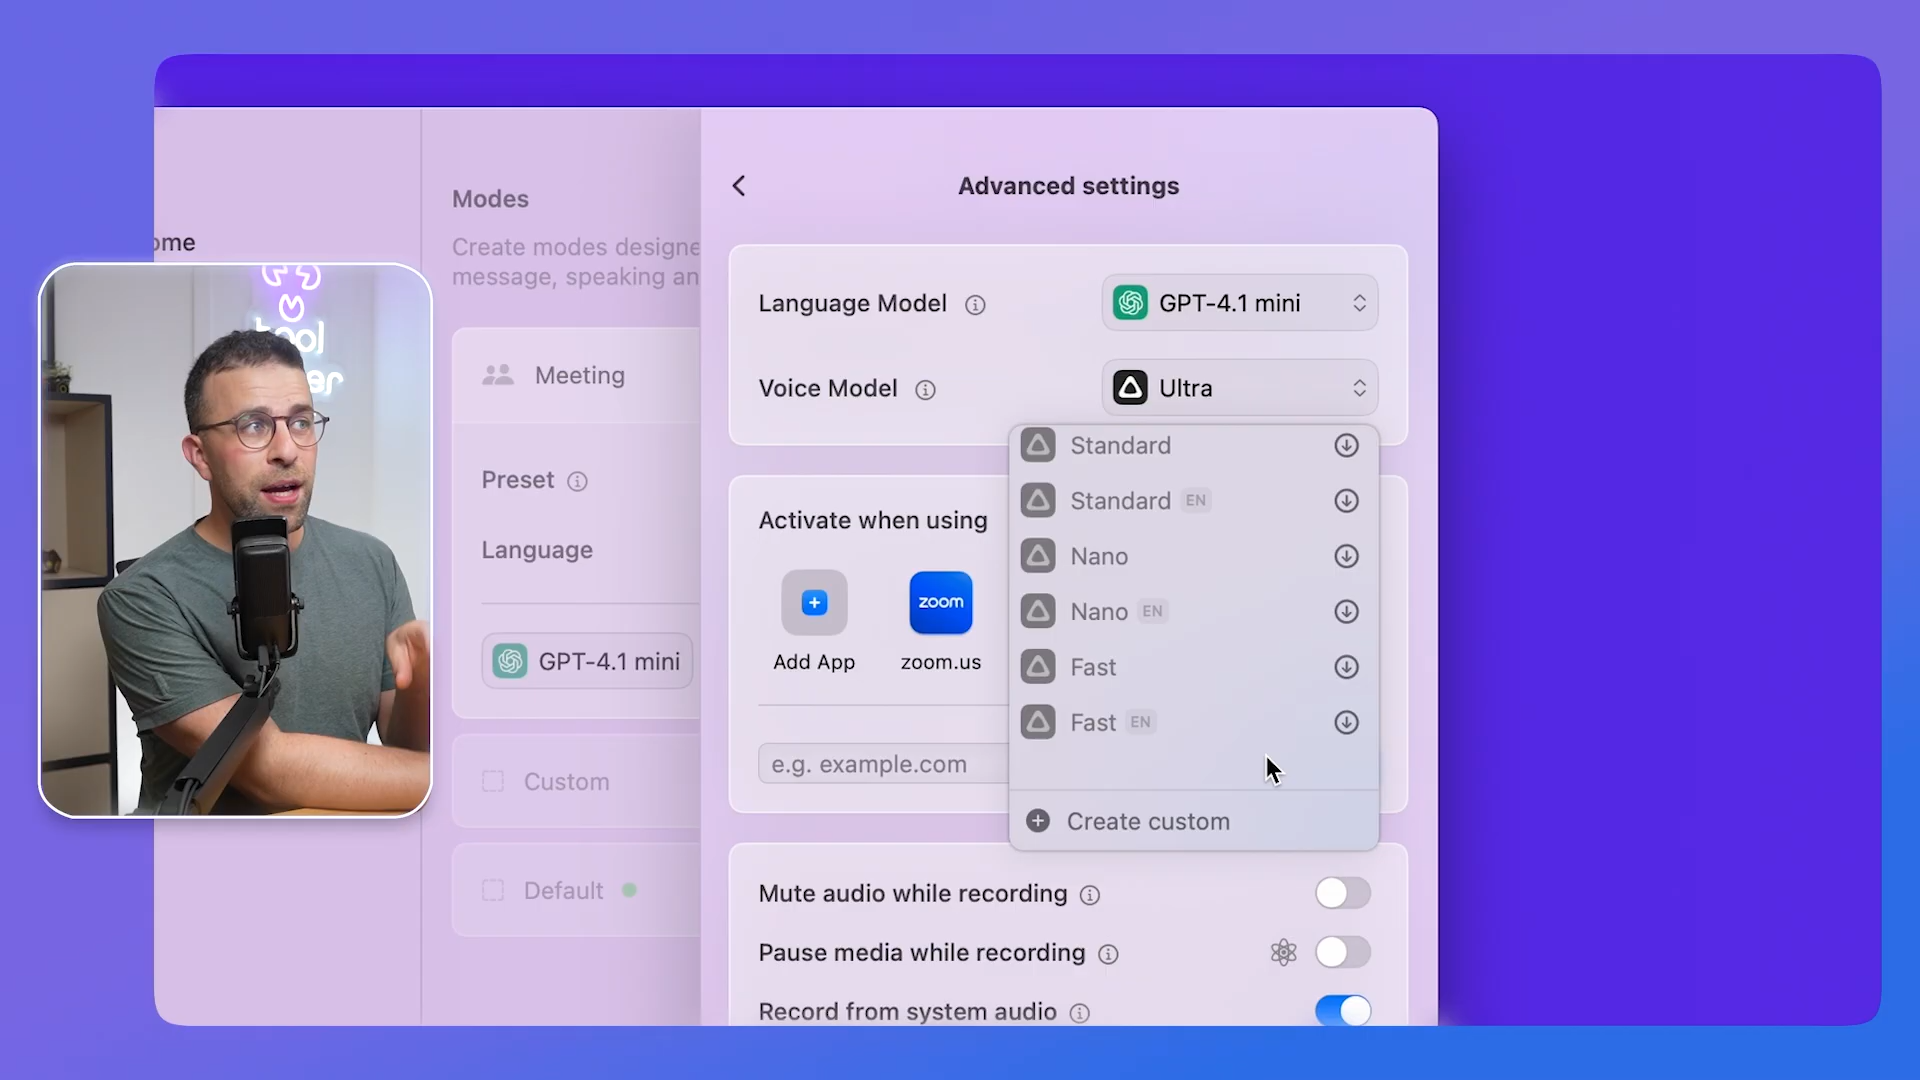 Modes
Create modes designe
message, speaking an
ome
tool
Meeting
Preset
Language
GPT-4.1 mini
Custom
Default
Advanced settings
Language Model
GPT-4.1 mini
Voice Model
Ultra
Standard
Standard EN
Nano
Nano EN
Fast
Fast EN
Create custom
Activate when using
zoom
Add App
zoom.us
e.g. example.com
Mute audio while recording
Pause media while recording
Record from system audio